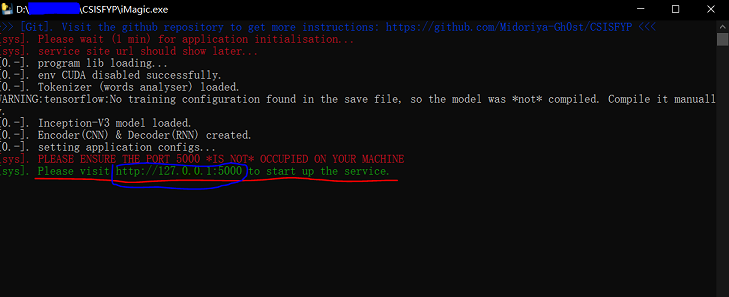 D:\ \CSISFYP\iMagic.exe
>>> [Git]. Visit the github repository to get more instructions: https://github.com/Midoriya-Gh0st/CSISFYP <<<
[sys]. Please wait (1 min) for application initialisation...
[sys]. service site url should show later...
[0.-]. program lib loading...
[0.-]. env CUDA disabled successfully.
[0.-]. Tokenizer (words analyser) loaded.
WARNING:tensorflow:No training configuration found in the save file, so the model was *not* compiled. Compile it manuall
y.
[0.-]. Inception-V3 model loaded.
[0.-]. Encoder(CNN) & Decoder(RNN) created.
[0.-]. setting application configs...
[sys]. PLEASE ENSURE THE PORT 5000 *IS NOT* OCCUPIED ON YOUR MACHINE
[sys]. Please visit http://127.0.0.1:5000 to start up the service.